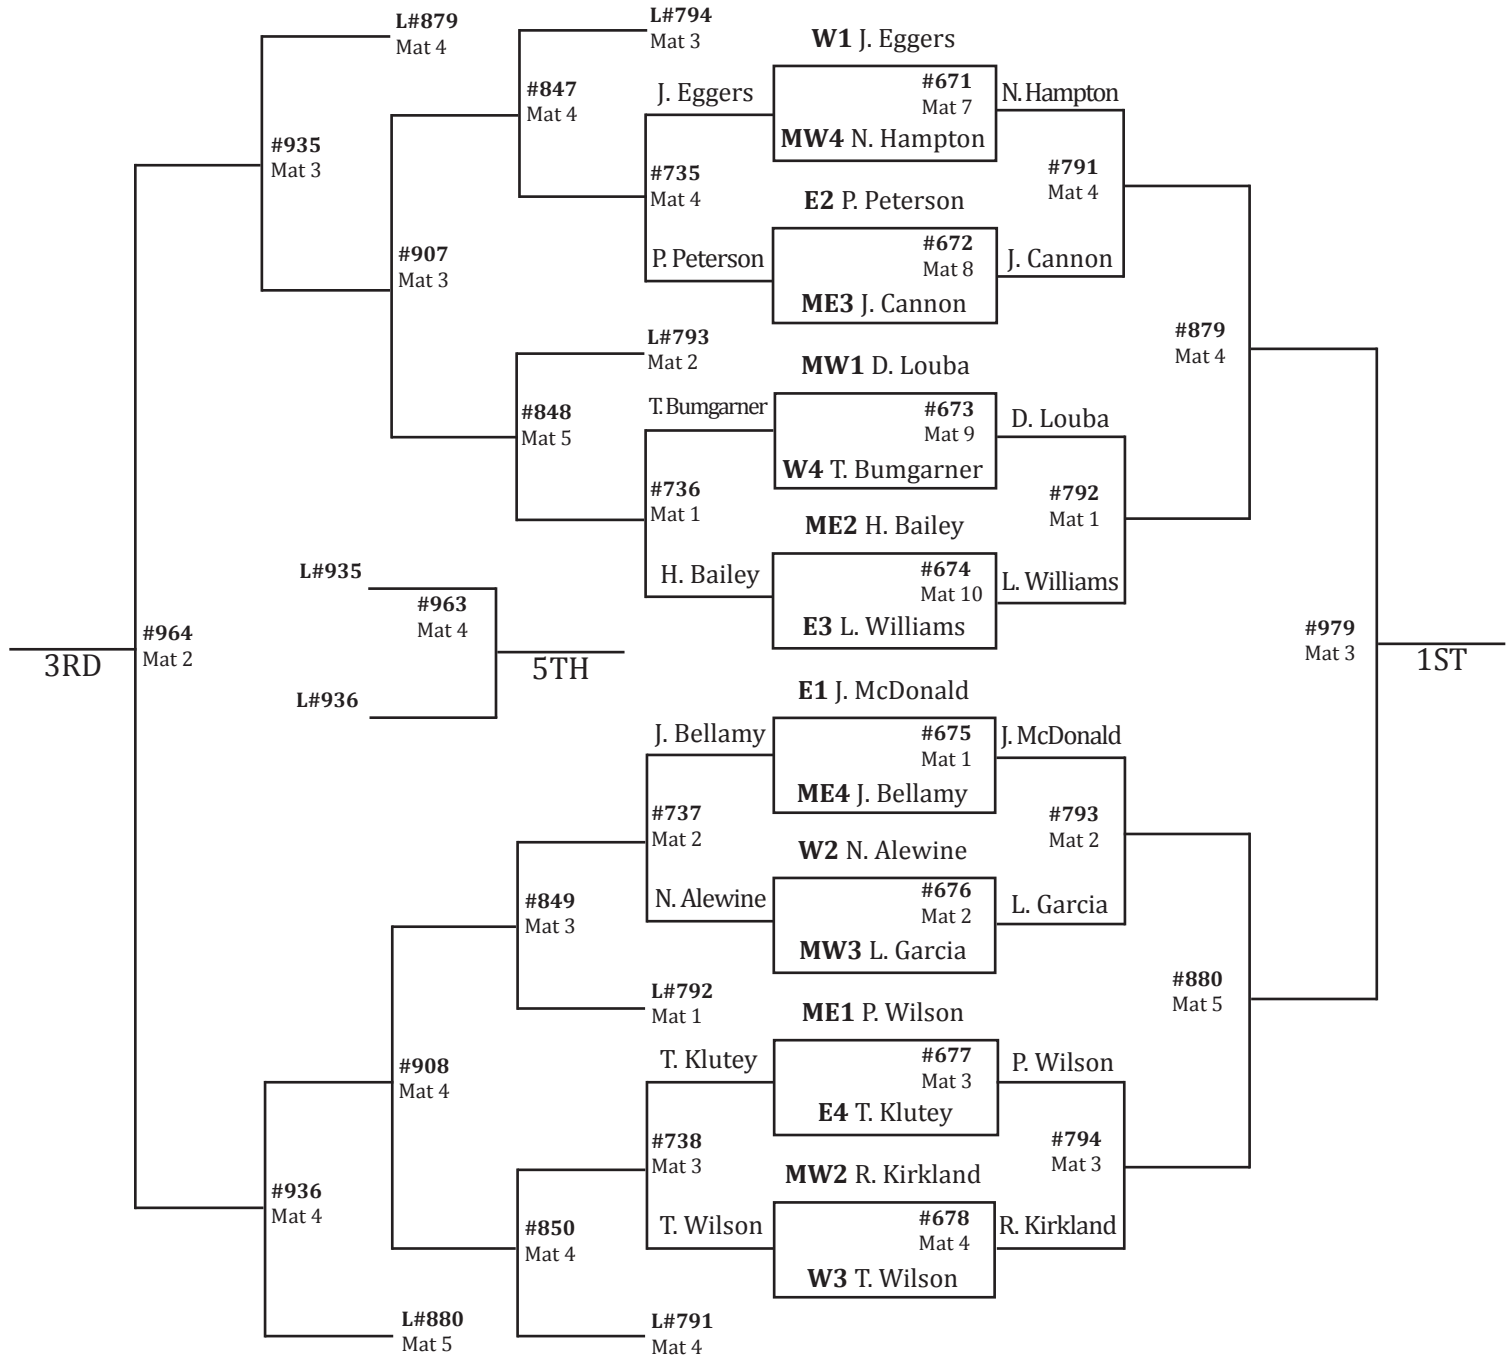 L#879
Mat 4
L#794
Mat 3
W1 J. Eggers
#847
Mat 4
J. Eggers
#671
Mat 7
N. Hampton
MW4 N. Hampton
#935
Mat 3
#735
Mat 4
#791
Mat 4
E2 P. Peterson
#907
Mat 3
P. Peterson
#672
Mat 8
J. Cannon
ME3 J. Cannon
L#793
Mat 2
#879
Mat 4
MW1 D. Louba
#848
Mat 5
T. Bumgarner
#673
Mat 9
D. Louba
W4 T. Bumgarner
#736
Mat 1
#792
Mat 1
ME2 H. Bailey
L#935
H. Bailey
#674
Mat 10
L. Williams
#963
Mat 4
E3 L. Williams
#964
Mat 2
3RD
5TH
#979
Mat 3
1ST
L#936
E1 J. McDonald
J. Bellamy
#675
Mat 1
J. McDonald
ME4 J. Bellamy
#737
Mat 2
#793
Mat 2
W2 N. Alewine
#849
Mat 3
N. Alewine
#676
Mat 2
L. Garcia
MW3 L. Garcia
L#792
Mat 1
#880
Mat 5
ME1 P. Wilson
#908
Mat 4
T. Klutey
#677
Mat 3
P. Wilson
E4 T. Klutey
#738
Mat 3
#794
Mat 3
MW2 R. Kirkland
#936
Mat 4
#850
Mat 4
T. Wilson
#678
Mat 4
R. Kirkland
W3 T. Wilson
L#880
Mat 5
L#791
Mat 4